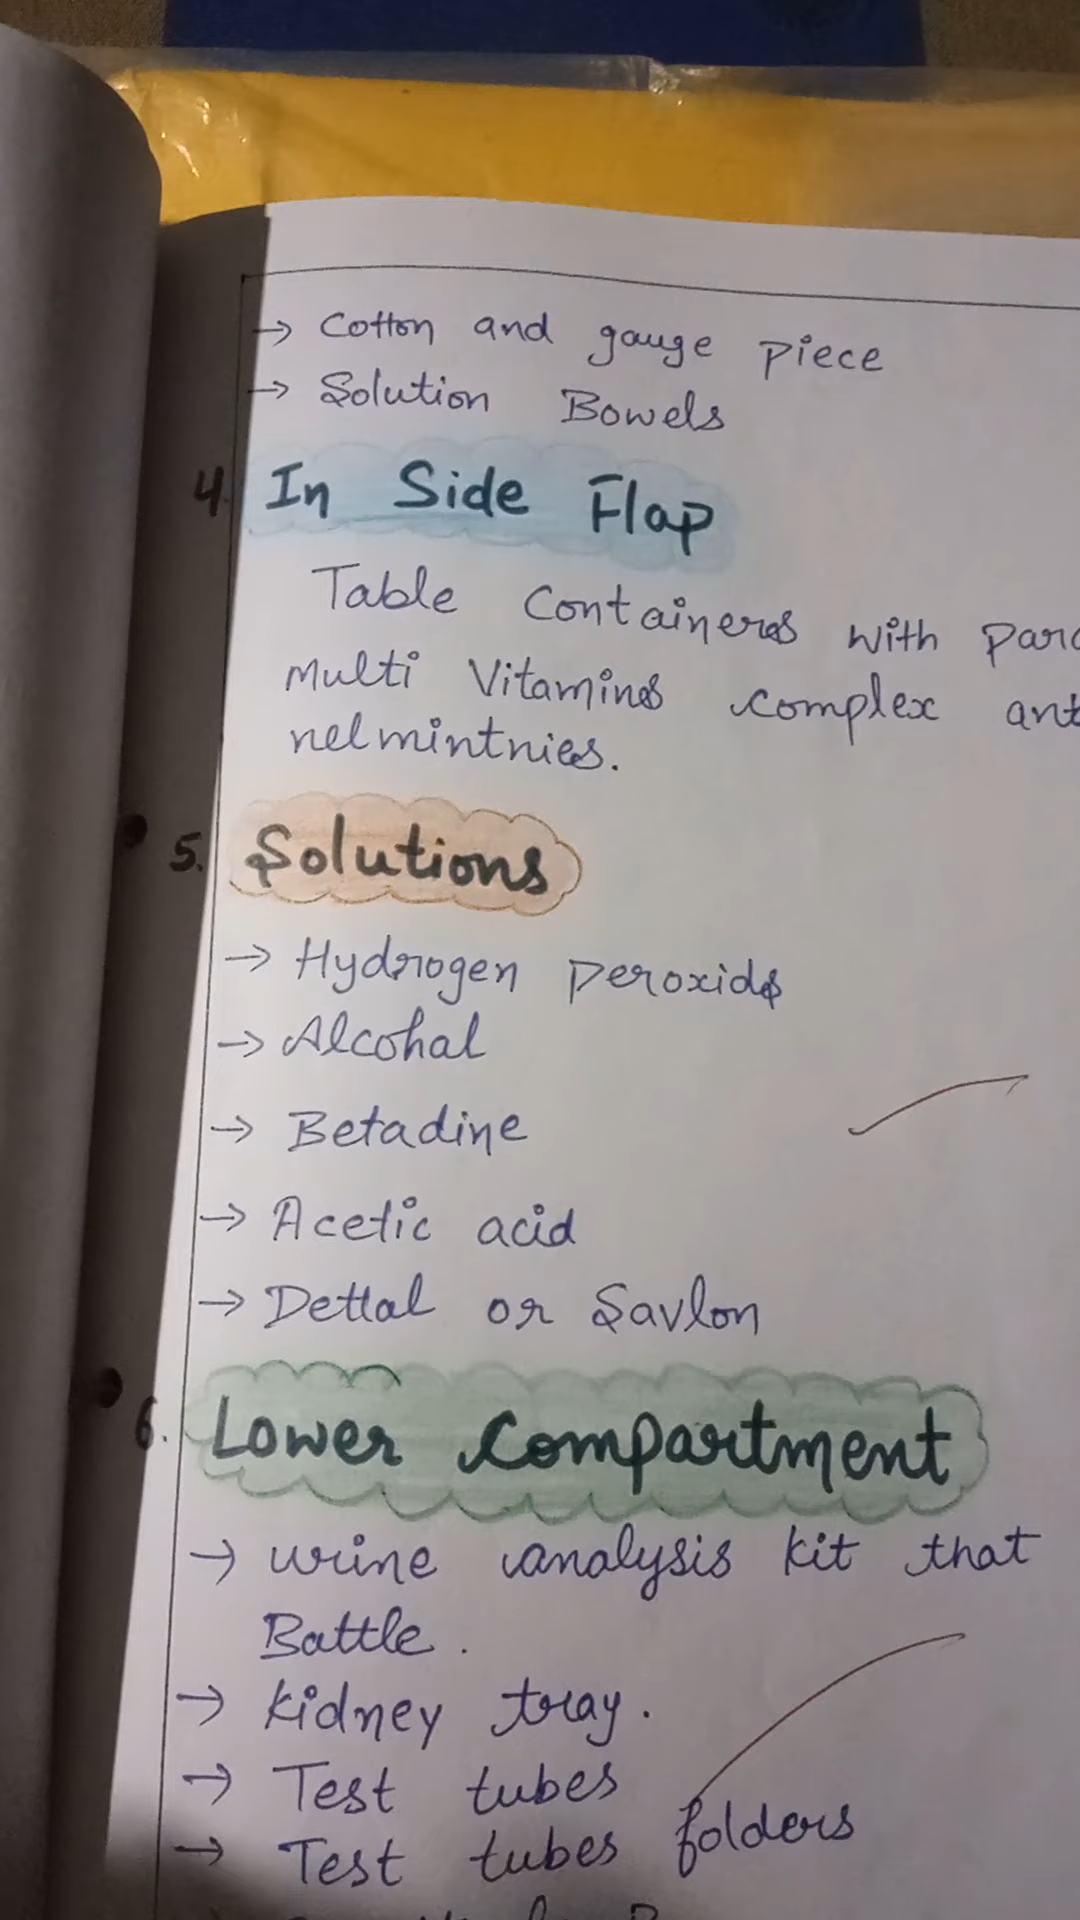 → Cotton and gauge piece
→ Solution Bowels
4. In Side Flap
Table Containers with
Multi Vitamins complex
nelmintnies.
5. Solutions
→ Hydrogen peroxide
→ Alcohal
→ Betadine
→ Acetic acid
→ Dettal or Savlon
6. Lower Compartment
→ urine analysis kit that
Battle.
→ kidney tray.
→ Test tubes
→ Test tubes folders